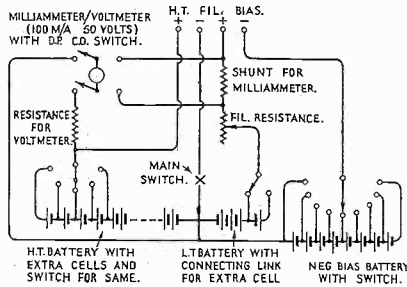 MILLIAMMETER/VOLTMETER
(100 M/A 50 VOLTS)
WITH D.P. C.O. SWITCH.
H.T. FIL. BIAS.
+ − + −
SHUNT FOR
MILLIAMMETER.
RESISTANCE
FOR
VOLTMETER.
FIL. RESISTANCE.
MAIN
SWITCH.
H.T. BATTERY WITH
EXTRA CELLS AND
SWITCH FOR SAME.
L.T BATTERY WITH
CONNECTING LINK
FOR EXTRA CELL
NEG BIAS BATTERY
WITH SWITCH.